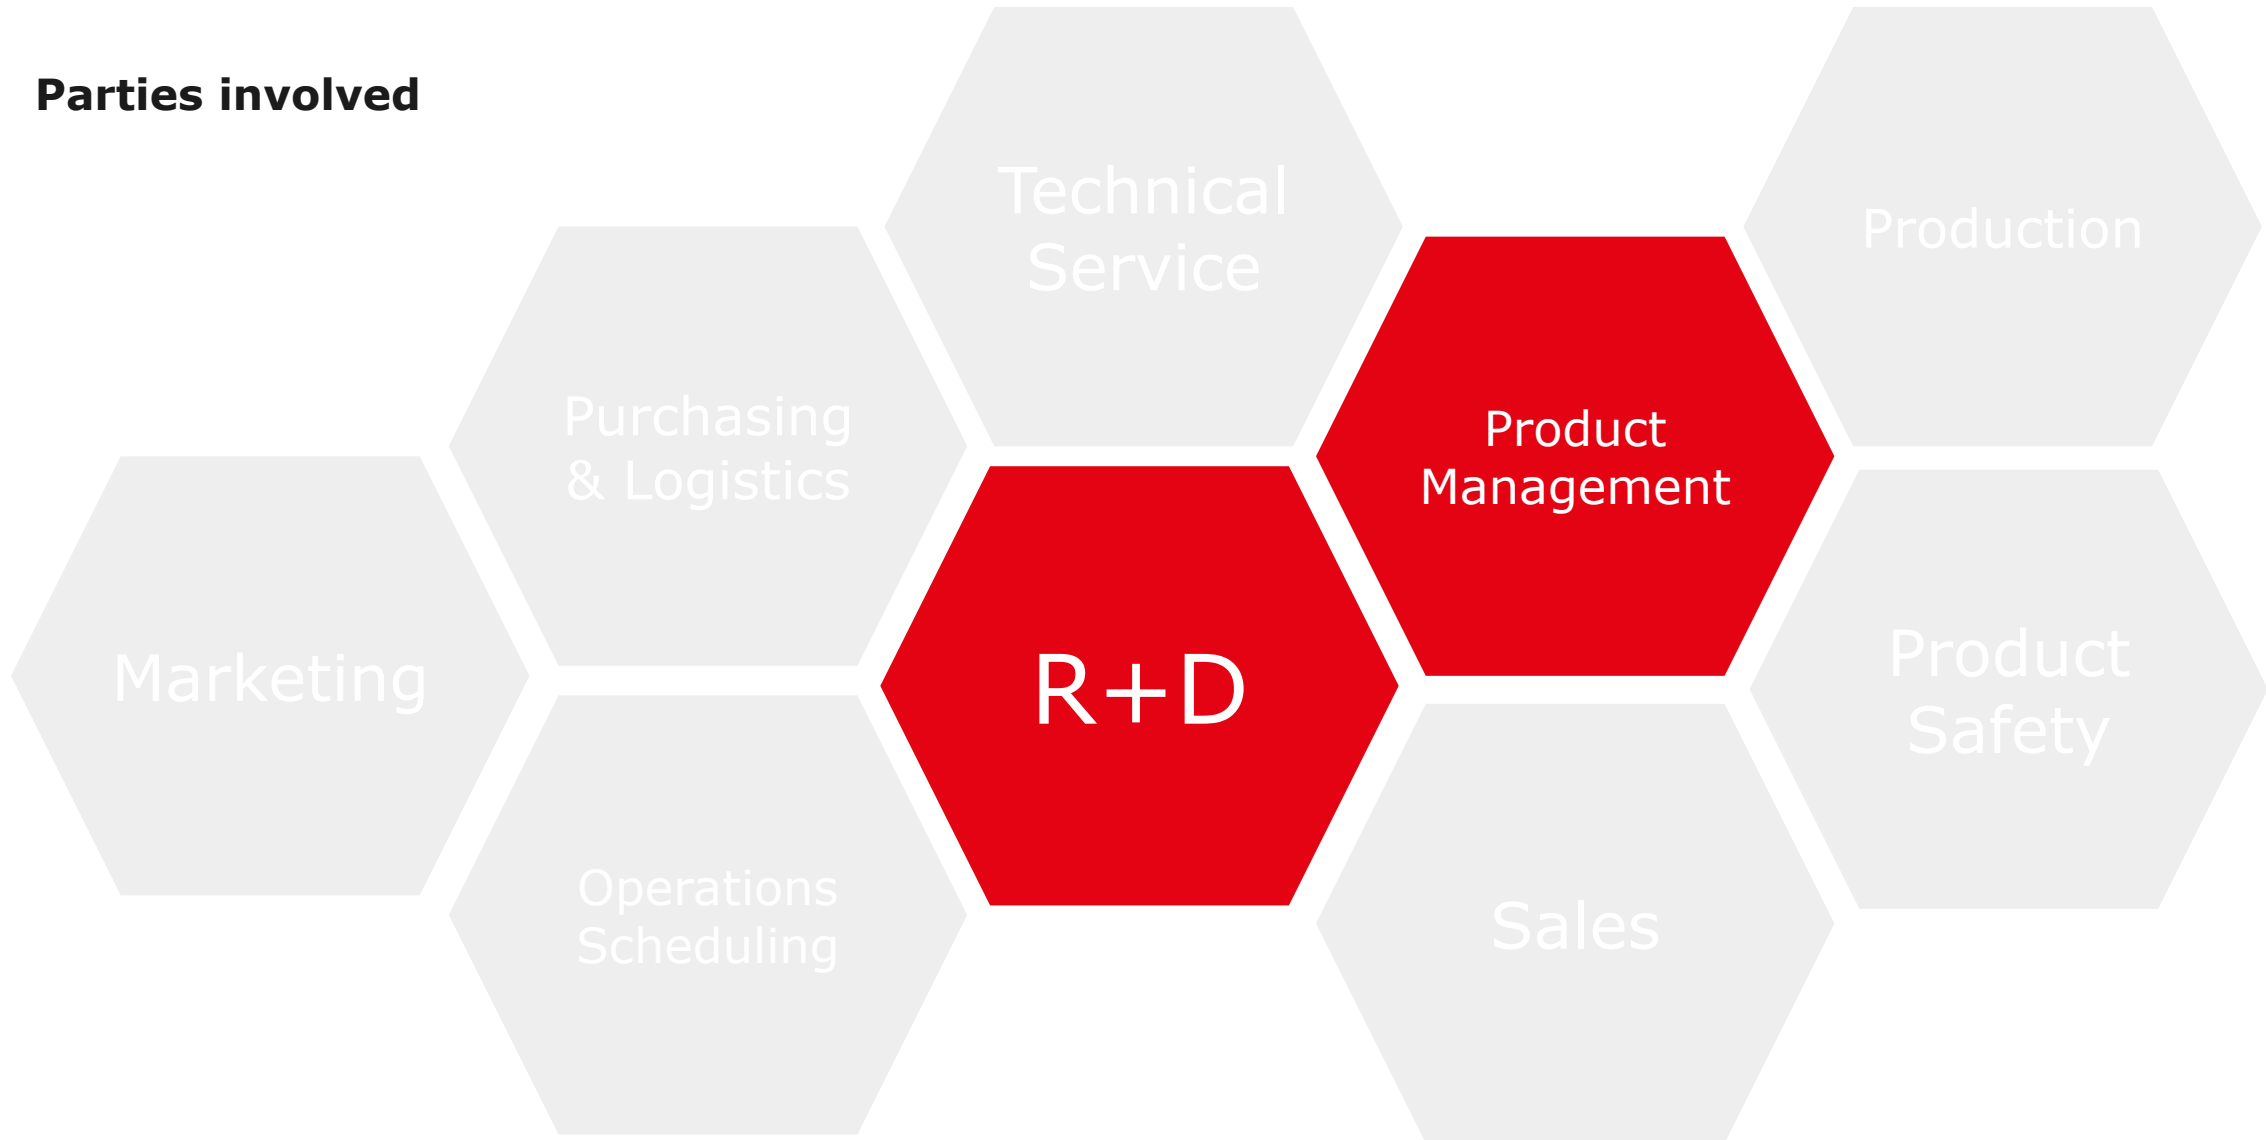 Parties involved
Technical
Service
Production
Purchasing
& Logistics
Product
Management
Marketing
R+D
Product
Safety
Operations
Scheduling
Sales